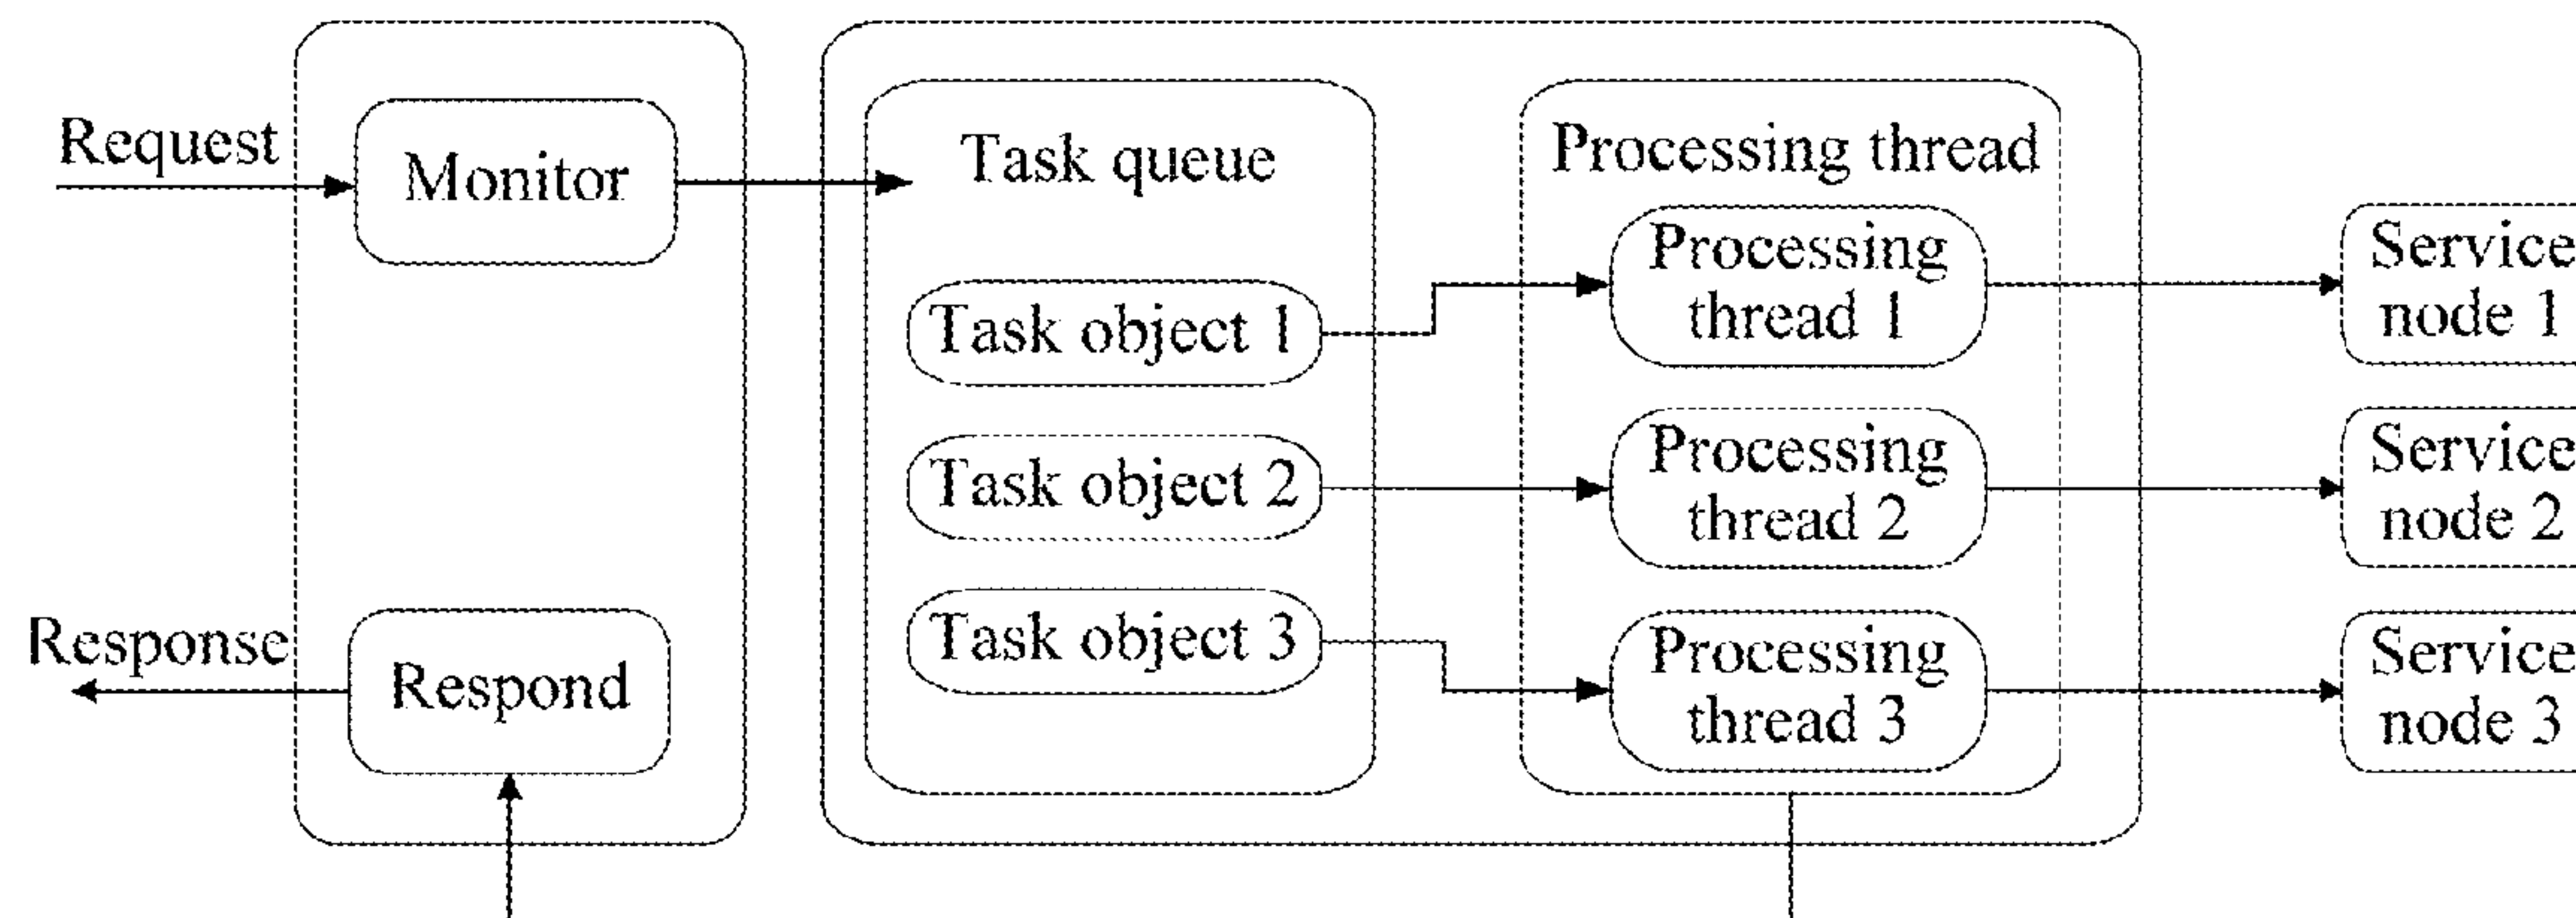 Request
Monitor
Response
Respond
Task queue
Task object 1
Task object 2
Task object 3
Processing thread
Processing
thread 1
Processing
thread 2
Processing
thread 3
Service
node 1
Service
node 2
Service
node 3